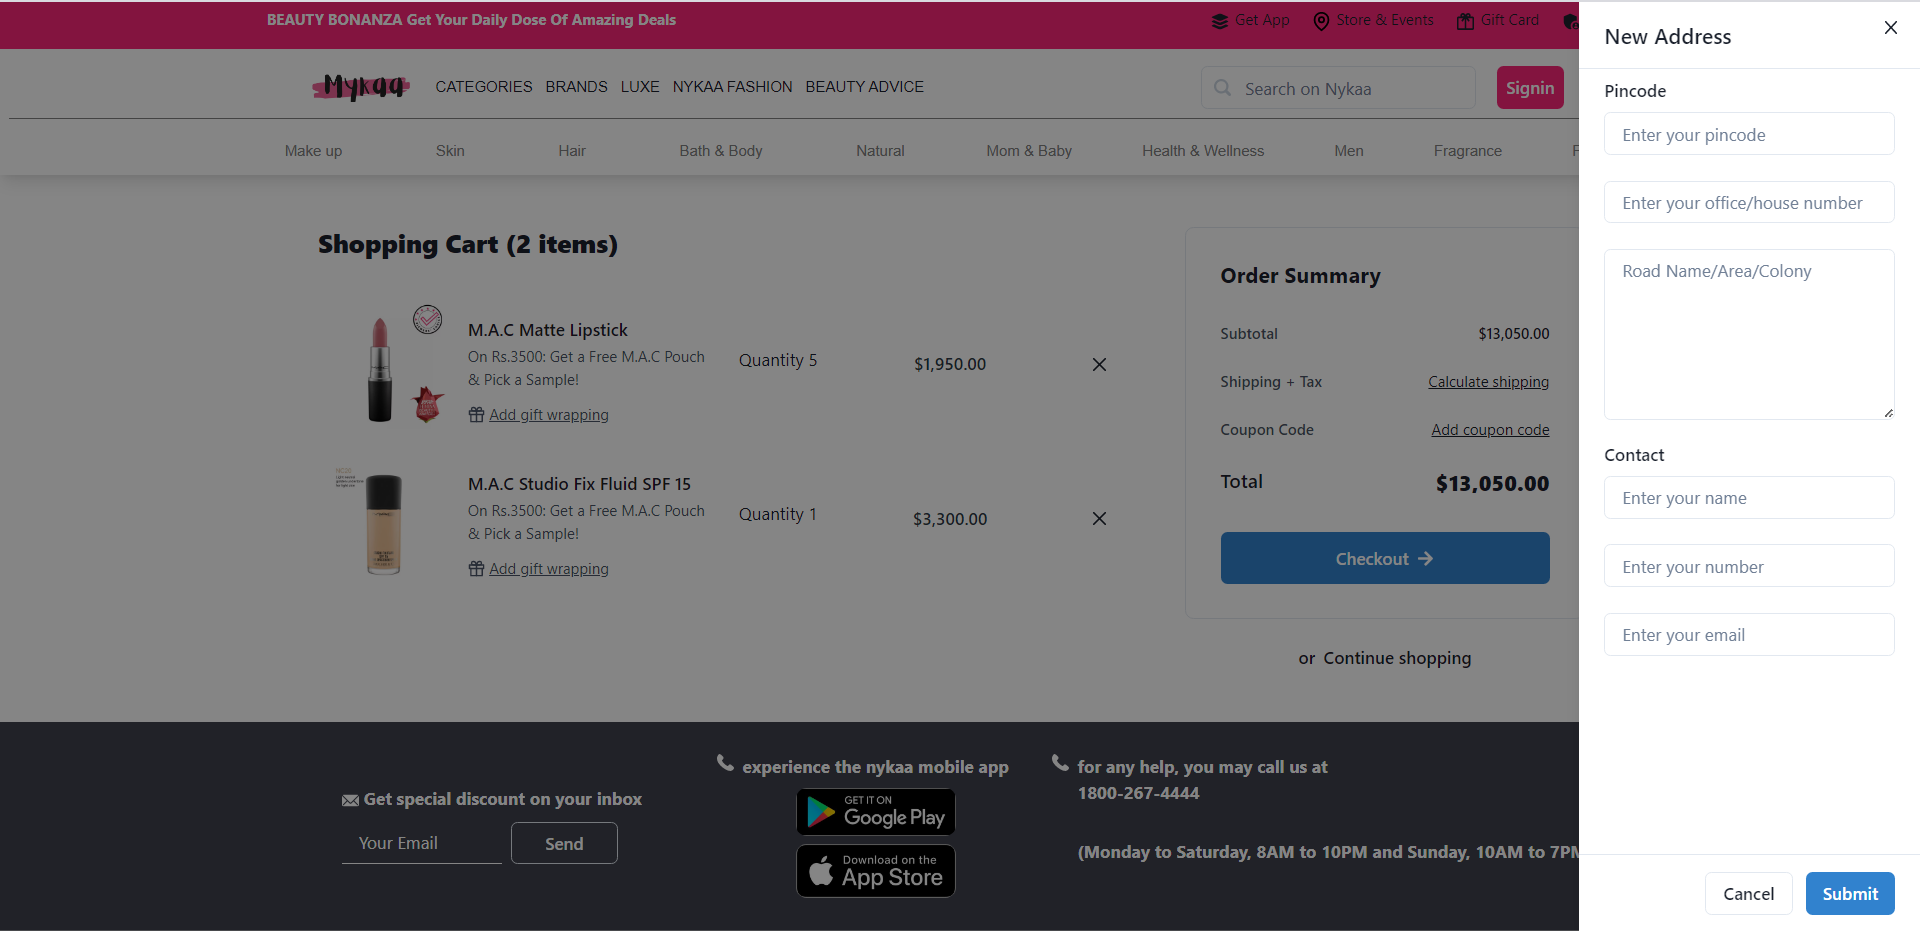 BEAUTY BONANZA Get Your Daily Dose Of Amazing Deals
Get App
Store & Events
Gift Card
Mykaa
CATEGORIES
BRANDS
LUXE
NYKAA FASHION
BEAUTY ADVICE
Search on Nykaa
Signin
Make up
Skin
Hair
Bath & Body
Natural
Mom & Baby
Health & Wellness
Men
Fragrance
Shopping Cart (2 items)
M.A.C Matte Lipstick
On Rs.3500: Get a Free M.A.C Pouch
& Pick a Sample!
Add gift wrapping
Quantity 5
$1,950.00
M.A.C Studio Fix Fluid SPF 15
On Rs.3500: Get a Free M.A.C Pouch
& Pick a Sample!
Add gift wrapping
Quantity 1
$3,300.00
Order Summary
Subtotal
$13,050.00
Shipping + Tax
Calculate shipping
Coupon Code
Add coupon code
Total
$13,050.00
Checkout
or Continue shopping
Get special discount on your inbox
Your Email
Send
experience the nykaa mobile app
GET IT ON
Google Play
Download on the
App Store
for any help, you may call us at
1800-267-4444
(Monday to Saturday, 8AM to 10PM and Sunday, 10AM to 7PM
New Address
Pincode
Enter your pincode
Enter your office/house number
Road Name/Area/Colony
Contact
Enter your name
Enter your number
Enter your email
Cancel
Submit